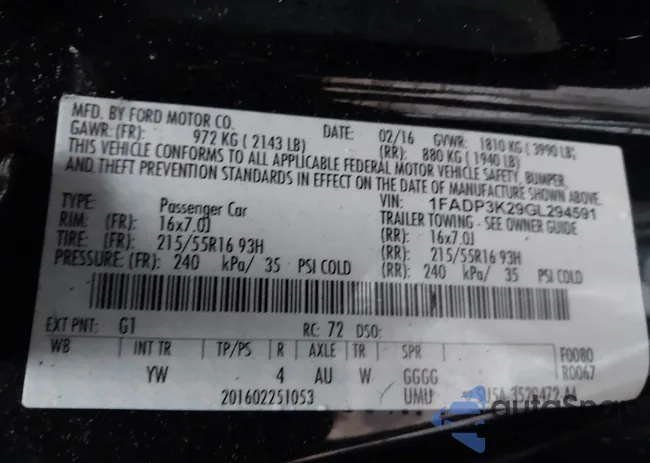 MFD. BY FORD MOTOR CO. DATE: 02/16 GVWR: 1810 KG ( 3990 LB);
GAWR: (FR): 972 KG ( 2143 LB) (RR): 880 KG ( 1940 LB)
THIS VEHICLE CONFORMS TO ALL APPLICABLE FEDERAL MOTOR VEHICLE SAFETY, BUMPER,
AND THEFT PREVENTION STANDARDS IN EFFECT ON THE DATE OF MANUFACTURE SHOWN ABOVE.
VIN: 1FADP3K29GL294591
TYPE: Passenger Car TRAILER TOWING - SEE OWNER GUIDE
RIM: (FR): 16x7.0J (RR): 16x7.0J
TIRE: (FR): 215/55R16 93H (RR): 215/55R16 93H
PRESSURE: (FR): 240 kPa/ 35 PSI COLD (RR): 240 kPa/ 35 PSI COLD
EXT PNT: G1 RC: 72 DSO:
WB INT TR TP/PS R AXLE TR SPR F0080
YW 4 AU W GGGG R0067
201602251053 UMU
autoSnap